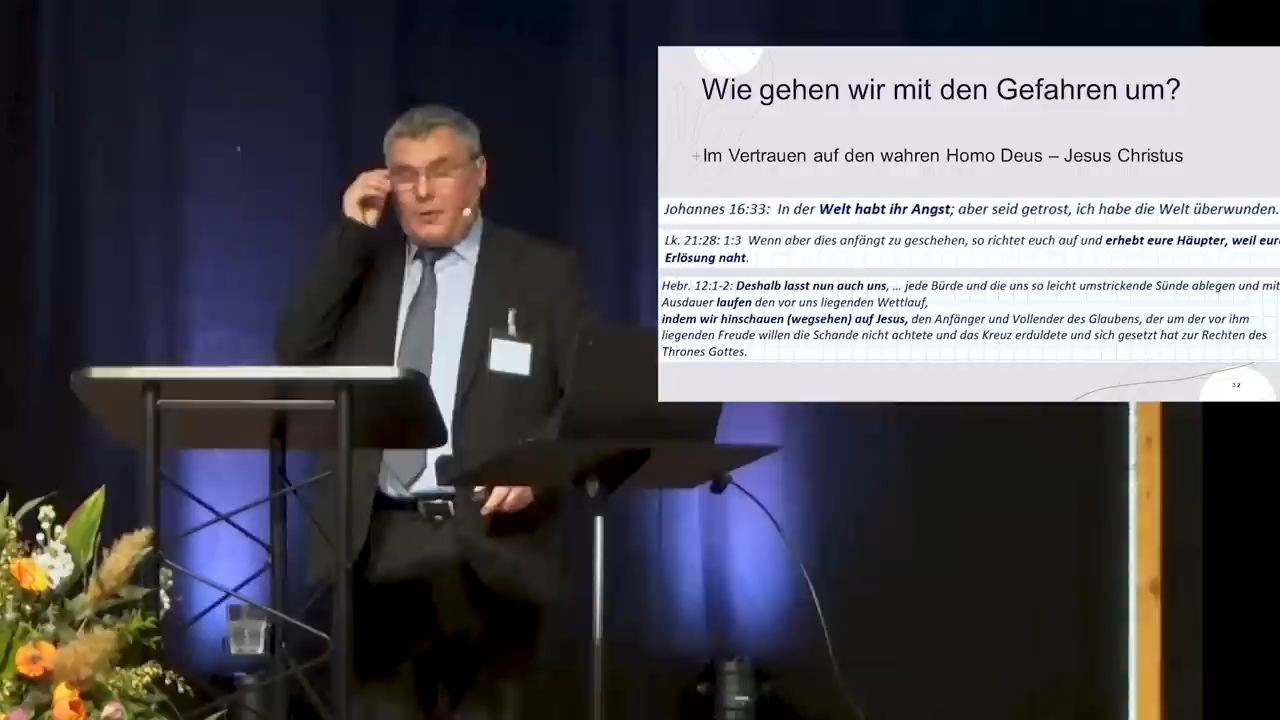 Wie gehen wir mit den Gefahren um?
+Im Vertrauen auf den wahren Homo Deus – Jesus Christus
Johannes 16:33: In der Welt habt ihr Angst; aber seid getrost, ich habe die Welt überwunden.
Lk. 21:28: 1:3 Wenn aber dies anfängt zu geschehen, so richtet euch auf und erhebt eure Häupter, weil eure
Erlösung naht.
Hebr. 12:1-2: Deshalb lasst nun auch uns, ... jede Bürde und die uns so leicht umstrickende Sünde ablegen und mit
Ausdauer laufen den vor uns liegenden Wettlauf,
indem wir hinschauen (wegsehen) auf Jesus, den Anfänger und Vollender des Glaubens, der um der vor ihm
liegenden Freude willen die Schande nicht achtete und das Kreuz erduldete und sich gesetzt hat zur Rechten des
Thrones Gottes.
32